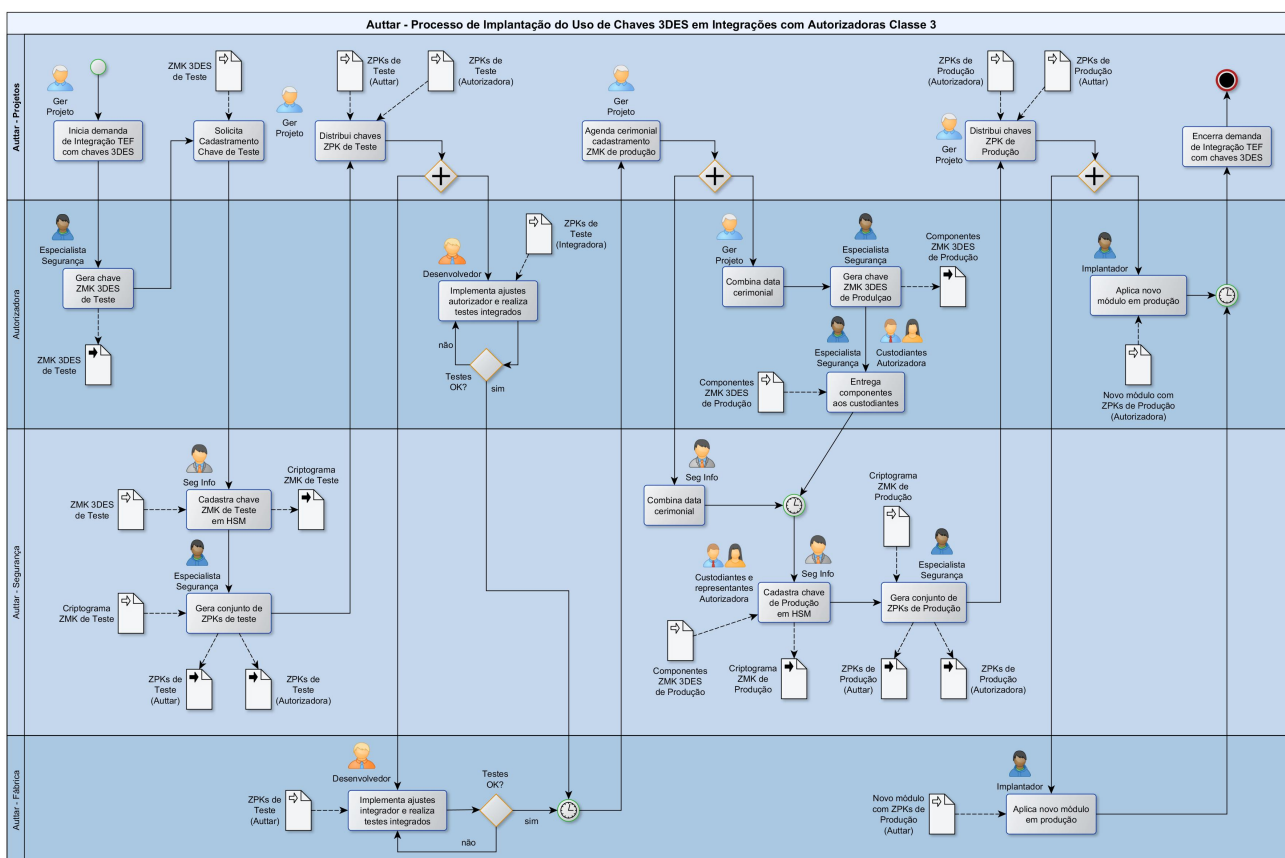 Auttar - Processo de Implantação do Uso de Chaves 3DES em Integrações com Autorizadoras Classe 3
Auttar - Projetos
Ger
Projeto
Inicia demanda
de Integração TEF
com chaves 3DES
ZMK 3DES
de Teste
Solicita
Cadastramento
Chave de Teste
Ger
Projeto
ZPKs de
Teste
(Auttar)
ZPKs de
Teste
(Autorizadora)
Distribui chaves
ZPK de Teste
Ger
Projeto
Agenda cerimonial
cadastramento
ZMK de produção
ZPKs de
Produção
(Autorizadora)
ZPKs de
Produção
(Auttar)
Ger
Projeto
Distribui chaves
ZPK de
Produção
Encerra demanda
de Integração TEF
com chaves 3DES
Autorizadora
Especialista
Segurança
Gera chave
ZMK 3DES
de Teste
ZMK 3DES
de Teste
Desenvolvedor
ZPKs de
Teste
(Integradora)
Implementa ajustes
autorizador e realiza
testes integrados
não
Testes
OK?
sim
Ger
Projeto
Combina data
cerimonial
Especialista
Segurança
Gera chave
ZMK 3DES
de Produlçao
Componentes
ZMK 3DES
de Produção
Especialista
Segurança
Custodiantes
Autorizadora
Componentes
ZMK 3DES
de Produção
Entrega
componentes
aos custodiantes
Implantador
Aplica novo
módulo em produção
Novo mòdulo com
ZPKs de Produção
(Autorizadora)
Auttar - Segurança
Seg Info
ZMK 3DES
de Teste
Cadastra chave
ZMK de Teste
em HSM
Criptograma
ZMK de Teste
Especialista
Segurança
Criptograma
ZMK de Teste
Gera conjunto de
ZPKs de teste
ZPKs de
Teste
(Auttar)
ZPKs de
Teste
(Autorizadora)
Seg Info
Combina data
cerimonial
Custodiantes e
representantes
Autorizadora
Seg Info
Cadastra chave
de Produção
em HSM
Componentes
ZMK 3DES
de Produção
Criptograma
ZMK de
Produção
Criptograma
ZMK de
Produção
Especialista
Segurança
Gera conjunto de
ZPKs de Produção
ZPKs de
Produção
(Auttar)
ZPKs de
Produção
(Autorizadora)
Auttar - Fábrica
Desenvolvedor
ZPKs de
Teste
(Auttar)
Implementa ajustes
integrador e realiza
testes integrados
Testes
OK?
sim
não
Implantador
Novo mòdulo
com ZPKs de
Produção
(Auttar)
Aplica novo módulo
em produção